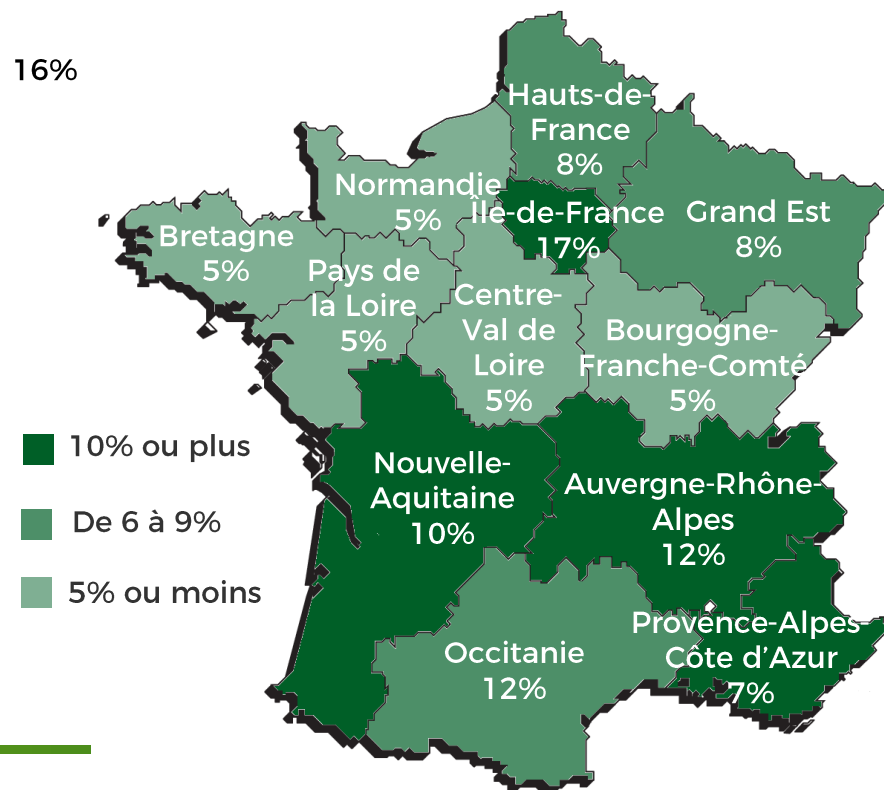 16%
Hauts-de-
France
8%
Normandie
5%
Île-de-France
17%
Grand Est
8%
Bretagne
5%
Pays de
la Loire
5%
Centre-
Val de
Loire
5%
Bourgogne-
Franche-Comté
5%
10% ou plus
De 6 à 9%
5% ou moins
Nouvelle-
Aquitaine
10%
Auvergne-Rhône-
Alpes
12%
Occitanie
12%
Provence-Alpes-
Côte d’Azur
7%